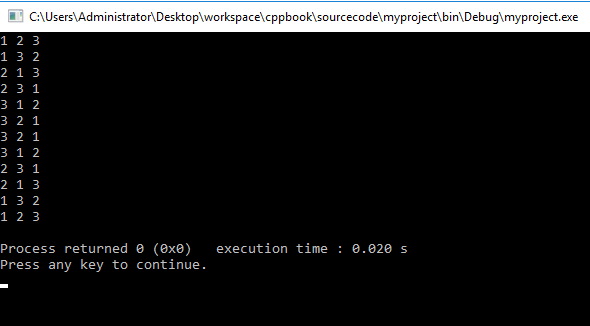 C:\Users\Administrator\Desktop\workspace\cppbook\sourcecode\myproject\bin\Debug\myproject.exe
1 2 3
1 3 2
2 1 3
2 3 1
3 1 2
3 2 1
3 2 1
3 1 2
2 3 1
2 1 3
1 3 2
1 2 3
Process returned 0 (0x0)   execution time : 0.020 s
Press any key to continue.